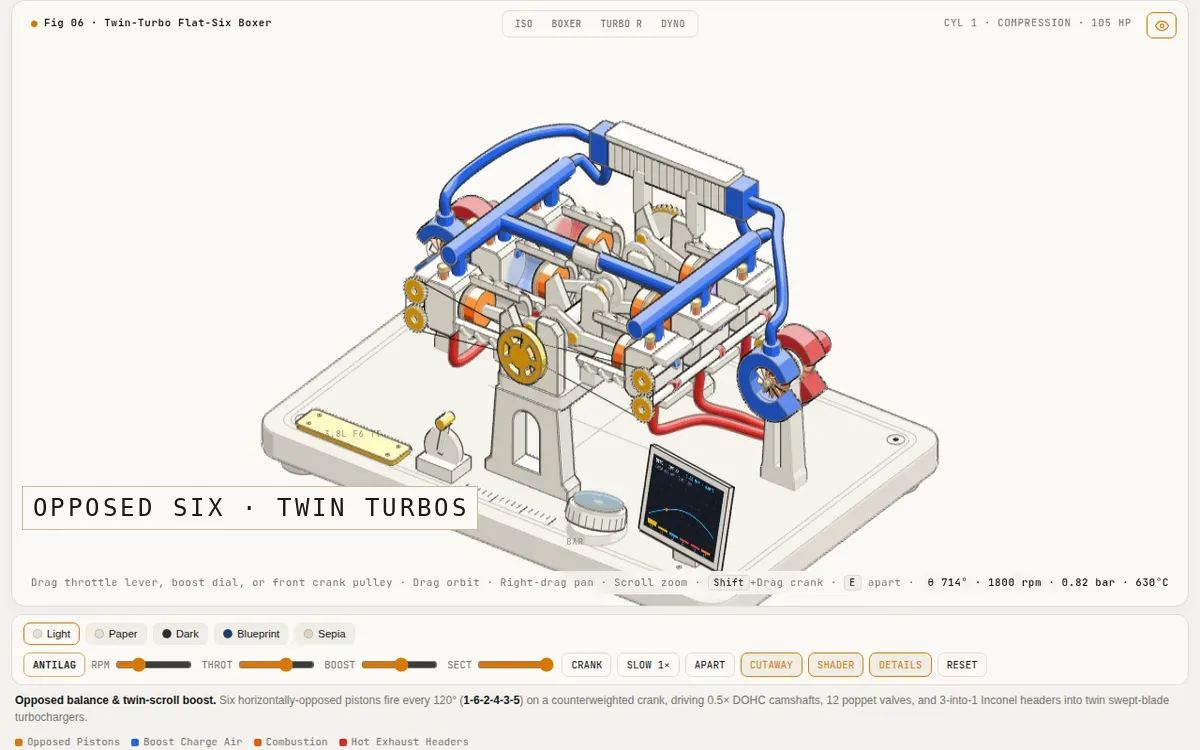 Fig 06 · Twin-Turbo Flat-Six Boxer
ISO BOXER TURBO R DYNO
CYL 1 · COMPRESSION · 105 HP
3.8L F6 TT
OPPOSED SIX · TWIN TURBOS
BAR
Drag throttle lever, boost dial, or front crank pulley · Drag orbit · Right-drag pan · Scroll zoom · Shift+Drag crank · E apart · θ 714° · 1800 rpm · 0.82 bar · 630°C
Light Paper Dark Blueprint Sepia
ANTILAG RPM THROT BOOST SECT CRANK SLOW 1× APART CUTAWAY SHADER DETAILS RESET
Opposed balance & twin-scroll boost. Six horizontally-opposed pistons fire every 120° (1-6-2-4-3-5) on a counterweighted crank, driving 0.5× DOHC camshafts, 12 poppet valves, and 3-into-1 Inconel headers into twin swept-blade
turbochargers.
Opposed Pistons Boost Charge Air Combustion Hot Exhaust Headers